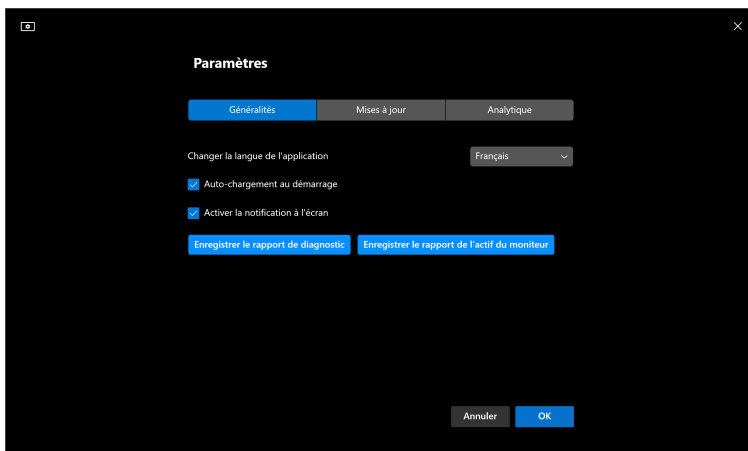 Paramètres
Généralités Mises à jour Analytique
Changer la langue de l'application Français
Auto-chargement au démarrage
Activer la notification à l'écran
Enregistrer le rapport de diagnostic Enregistrer le rapport de l'actif du moniteur
Annuler OK